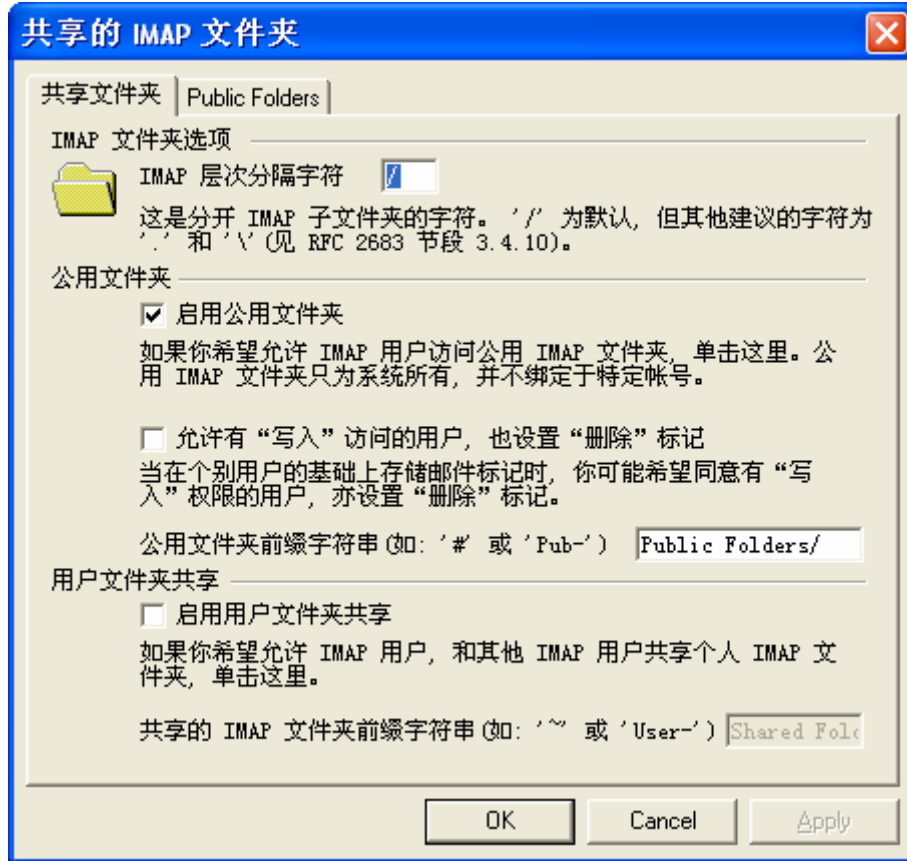 共享的 IMAP 文件夹
共享文件夹
Public Folders
IMAP 文件夹选项
IMAP 层次分隔字符 /
这是分开 IMAP 子文件夹的字符。'/' 为默认, 但其他建议的字符为
'.' 和 '\' (见 RFC 2683 节段 3.4.10)。
公用文件夹
启用公用文件夹
如果你希望允许 IMAP 用户访问公用 IMAP 文件夹, 单击这里。公
用 IMAP 文件夹只为系统所有, 并不绑定于特定帐号。
允许有“写入”访问的用户, 也设置“删除”标记
当在个别用户的基础上存储邮件标记时, 你可能希望同意有“写
入”权限的用户, 亦设置“删除”标记。
公用文件夹前缀字符串(如: '#' 或 'Pub-') Public Folders/
用户文件夹共享
启用用户文件夹共享
如果你希望允许 IMAP 用户, 和其他 IMAP 用户共享个人 IMAP 文
件夹, 单击这里。
共享的 IMAP 文件夹前缀字符串(如: '~' 或 'User-') Shared Fol
OK
Cancel
Apply